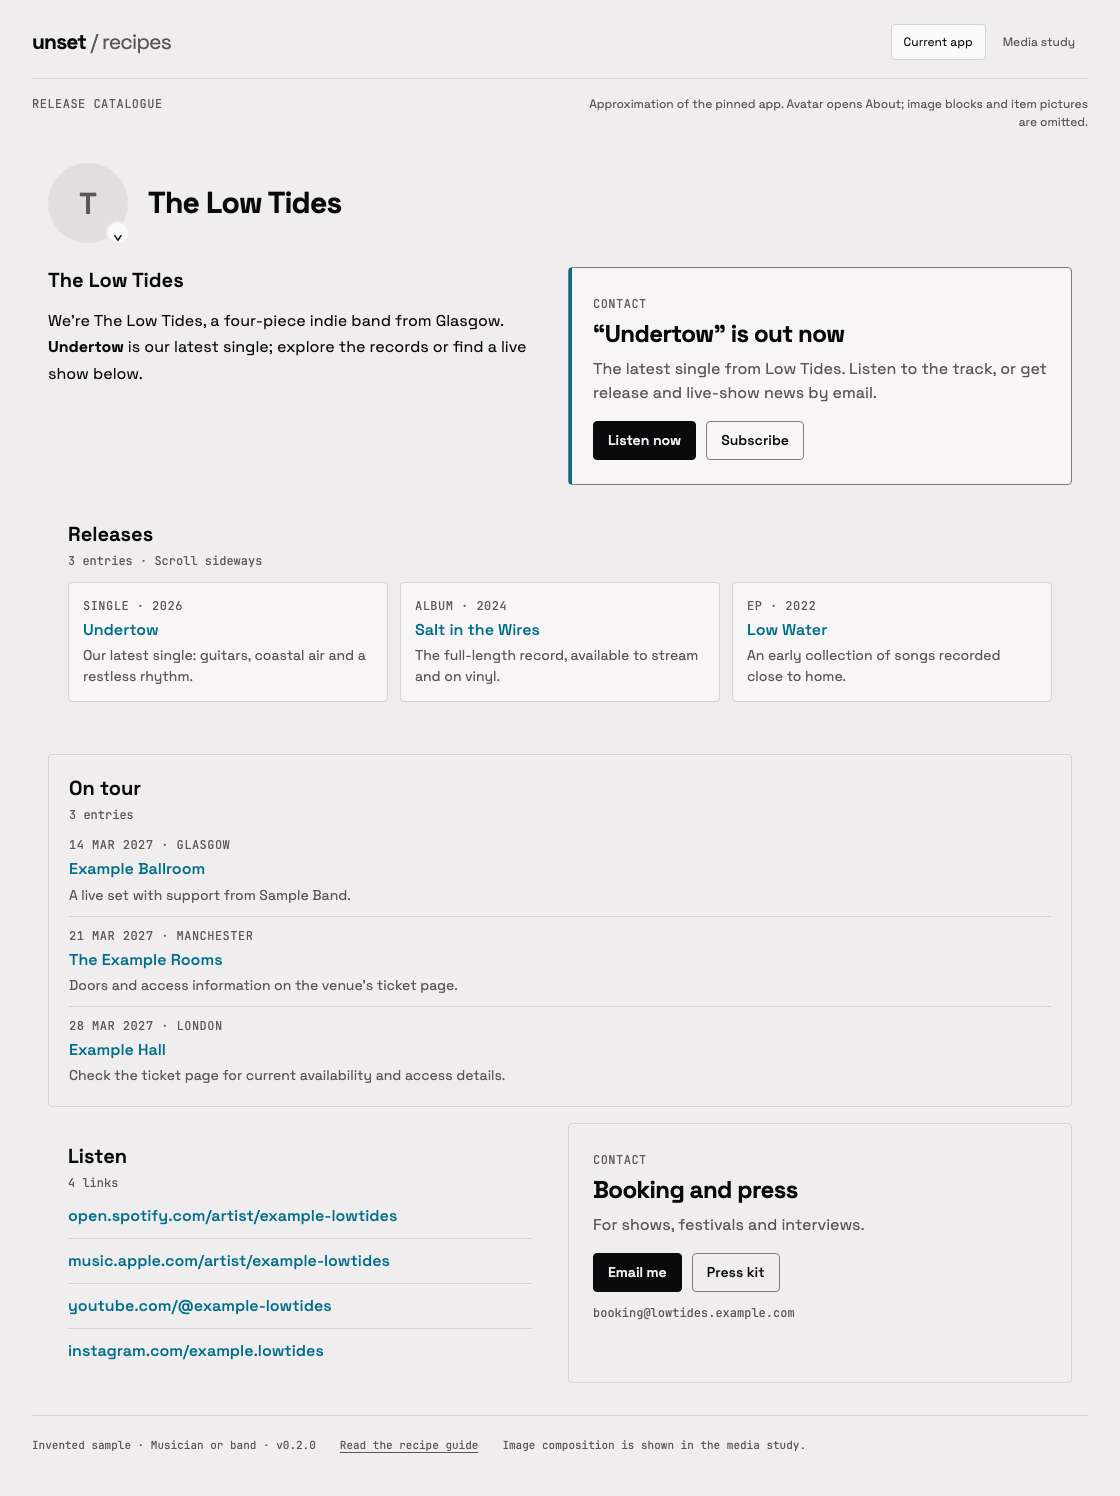 unset / recipes
Current app
Media study
RELEASE CATALOGUE
Approximation of the pinned app. Avatar opens About; image blocks and item pictures
are omitted.
T
The Low Tides
The Low Tides
We’re The Low Tides, a four-piece indie band from Glasgow.
Undertow is our latest single; explore the records or find a live
show below.
CONTACT
“Undertow” is out now
The latest single from Low Tides. Listen to the track, or get
release and live-show news by email.
Listen now
Subscribe
Releases
3 entries · Scroll sideways
SINGLE · 2026
Undertow
Our latest single: guitars, coastal air and a
restless rhythm.
ALBUM · 2024
Salt in the Wires
The full-length record, available to stream
and on vinyl.
EP · 2022
Low Water
An early collection of songs recorded
close to home.
On tour
3 entries
14 MAR 2027 · GLASGOW
Example Ballroom
A live set with support from Sample Band.
21 MAR 2027 · MANCHESTER
The Example Rooms
Doors and access information on the venue’s ticket page.
28 MAR 2027 · LONDON
Example Hall
Check the ticket page for current availability and access details.
Listen
4 links
open.spotify.com/artist/example-lowtides
music.apple.com/artist/example-lowtides
youtube.com/@example-lowtides
instagram.com/example.lowtides
CONTACT
Booking and press
For shows, festivals and interviews.
Email me
Press kit
booking@lowtides.example.com
Invented sample · Musician or band · v0.2.0
Read the recipe guide
Image composition is shown in the media study.